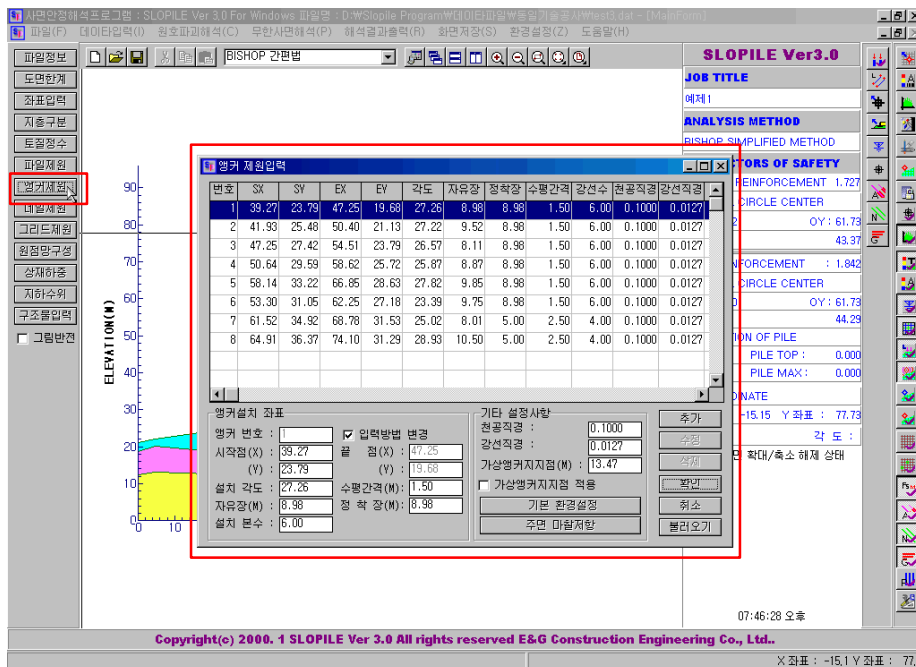 사면안정해석프로그램 : SLOPILE Ver 3.0 For Windows 파일명 : D:₩Slopile Program₩데이타파일₩동일기술공사₩test3.dat - [MainForm]
파일(F) 데이타입력(I) 원호파괴해석(C) 무한사면해석(P) 해석결과출력(R) 화면저장(S) 환경설정(Z) 도움말(H)
파일정보
BISHOP 간편법
SLOPILE Ver3.0
도면한계
JOB TITLE
좌표입력
예제1
지층구분
ANALYSIS METHOD
토질정수
BISHOP SIMPLIFIED METHOD
파일제원
앵커 제원입력
TORS OF SAFETY
앵커제원
번호 SX SY EX EY 각도 자유장 정착장 수평간격 강선수 천공직경 강선직경
REINFORCEMENT 1.727
90
1 39.27 23.79 47.25 19.68 27.26 8.98 8.98 1.50 6.00 0.1000 0.0127
CIRCLE CENTER
네일제원
2 41.93 25.48 50.40 21.13 27.22 9.52 8.98 1.50 6.00 0.1000 0.0127
OY : 61.73
80
그리드제원
3 47.25 27.42 54.51 23.79 26.57 8.11 8.98 1.50 6.00 0.1000 0.0127
43.37
원점망구성
4 50.64 29.59 58.62 25.72 25.87 8.87 8.98 1.50 6.00 0.1000 0.0127
FORCEMENT : 1.842
70
상재하중
5 58.14 33.22 66.85 28.63 27.82 9.85 8.98 1.50 6.00 0.1000 0.0127
CIRCLE CENTER
지하수위
6 53.30 31.05 62.25 27.18 23.39 9.75 8.98 1.50 6.00 0.1000 0.0127
OY : 61.73
60
구조물입력
7 61.52 34.92 68.78 31.53 25.02 8.01 5.00 2.50 4.00 0.1000 0.0127
44.29
그림반전
8 64.91 36.37 74.10 31.29 28.93 10.50 5.00 2.50 4.00 0.1000 0.0127
ION OF PILE
50
PILE TOP : 0.000
40
PILE MAX : 0.000
ELEVATION(M)
30
20
10
0
0 10
앵커설치 좌표
기타 설정사항
추가
DINATE
-15.15 Y 좌표 : 77.73
앵커 번호 : 1
입력방법 변경
천공직경 : 0.1000
수정
각 도 :
시작점(X) : 39.27
끝 점(X) : 47.25
강선직경 : 0.0127
확대/축소 해제 상태
(Y) : 23.79
(Y) : 19.68
가상앵커지지점(M) : 13.47
삭제
설치 각도 : 27.26
수평간격(M): 1.50
가상앵커지지점 적용
확인
자유장(M) : 8.98
정 착 장(M): 8.98
기본 환경설정
취소
설치 본수 : 6.00
주면 마찰저항
불러오기
07:46:28 오후
Copyright(c) 2000. 1 SLOPILE Ver 3.0 All rights reserved E&G Construction Engineering Co., Ltd..
X 좌표 : -15.1 Y 좌표 : 77.